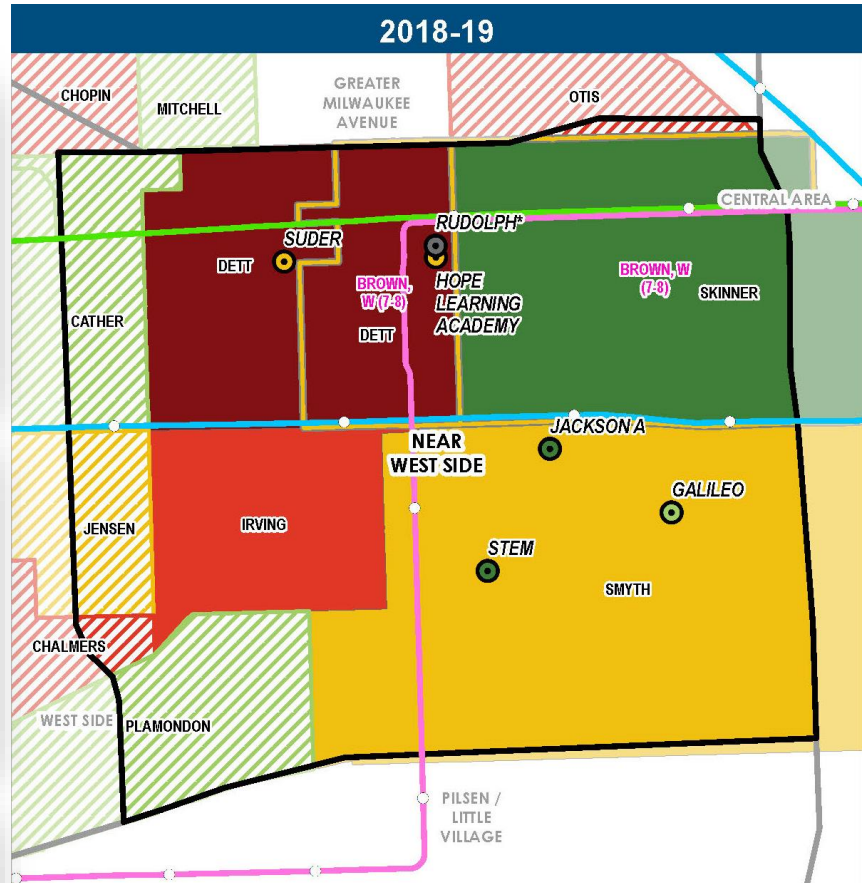 2018-19
CHOPIN
MITCHELL
GREATER
MILWAUKEE
AVENUE
OTIS
CENTRAL AREA
RUDOLPH*
SUDER
DETT
BROWN,
W (7-8)
HOPE
LEARNING
ACADEMY
BROWN, W
(7-8)
SKINNER
CATHER
DETT
NEAR
WEST SIDE
JACKSON A
GALILEO
JENSEN
IRVING
STEM
SMYTH
CHALMERS
WEST SIDE
PLAMONDON
PILSEN /
LITTLE
VILLAGE